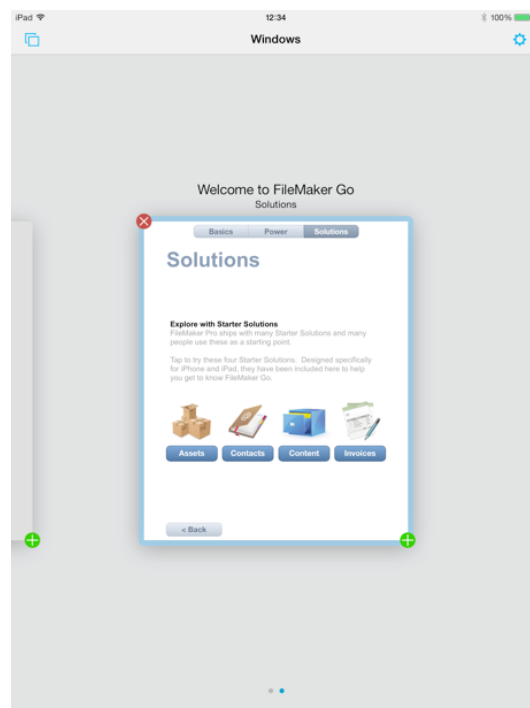 iPad 12:34 100%
Windows
Welcome to FileMaker Go
Solutions
Basics Power Solutions
Solutions
Explore with Starter Solutions
FileMaker Pro ships with many Starter Solutions and many
people use these as a starting point.
Tap to try these four Starter Solutions. Designed specifically
for iPhone and iPad, they have been included here to help
you get to know FileMaker Go.
Assets Contacts Content Invoices
< Back